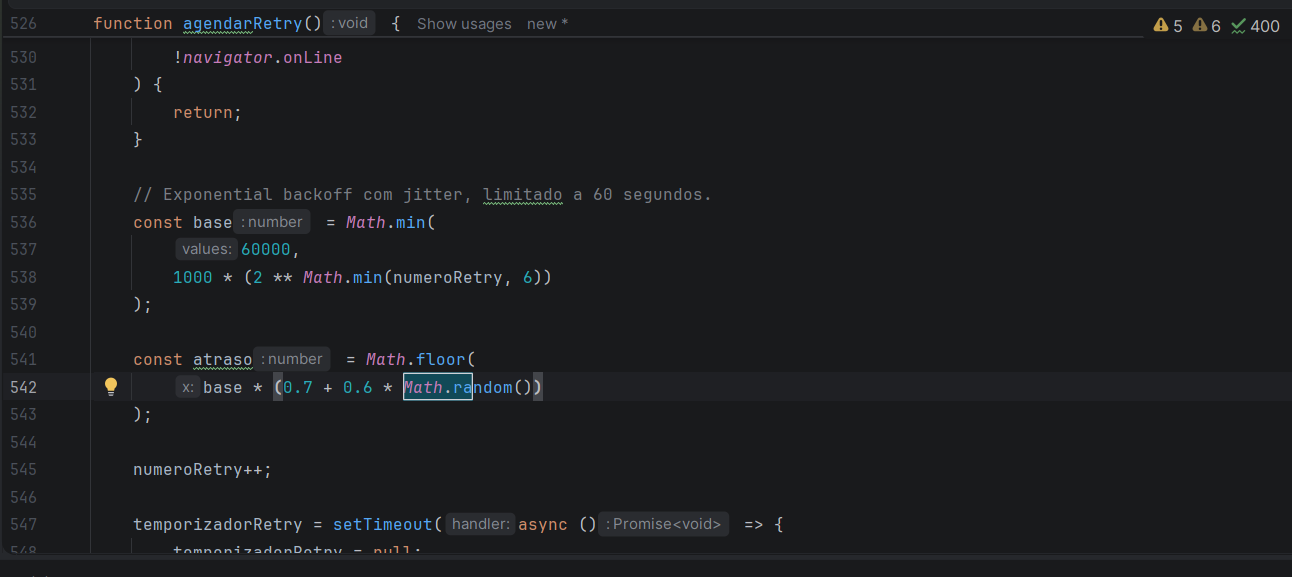 526 function agendarRetry() : void { Show usages new *
5 6 400
530 !navigator.onLine
531 ) {
532 return;
533 }
534
535 // Exponential backoff com jitter, limitado a 60 segundos.
536 const base : number = Math.min(
537 values: 60000,
538 1000 * (2 ** Math.min(numeroRetry, 6))
539 );
540
541 const atraso : number = Math.floor(
542 x: base * (0.7 + 0.6 * Math.random())
543 );
544
545 numeroRetry++;
546
547 temporizadorRetry = setTimeout( handler: async () : Promise<void> => {
548 temporizadorRetry = null;